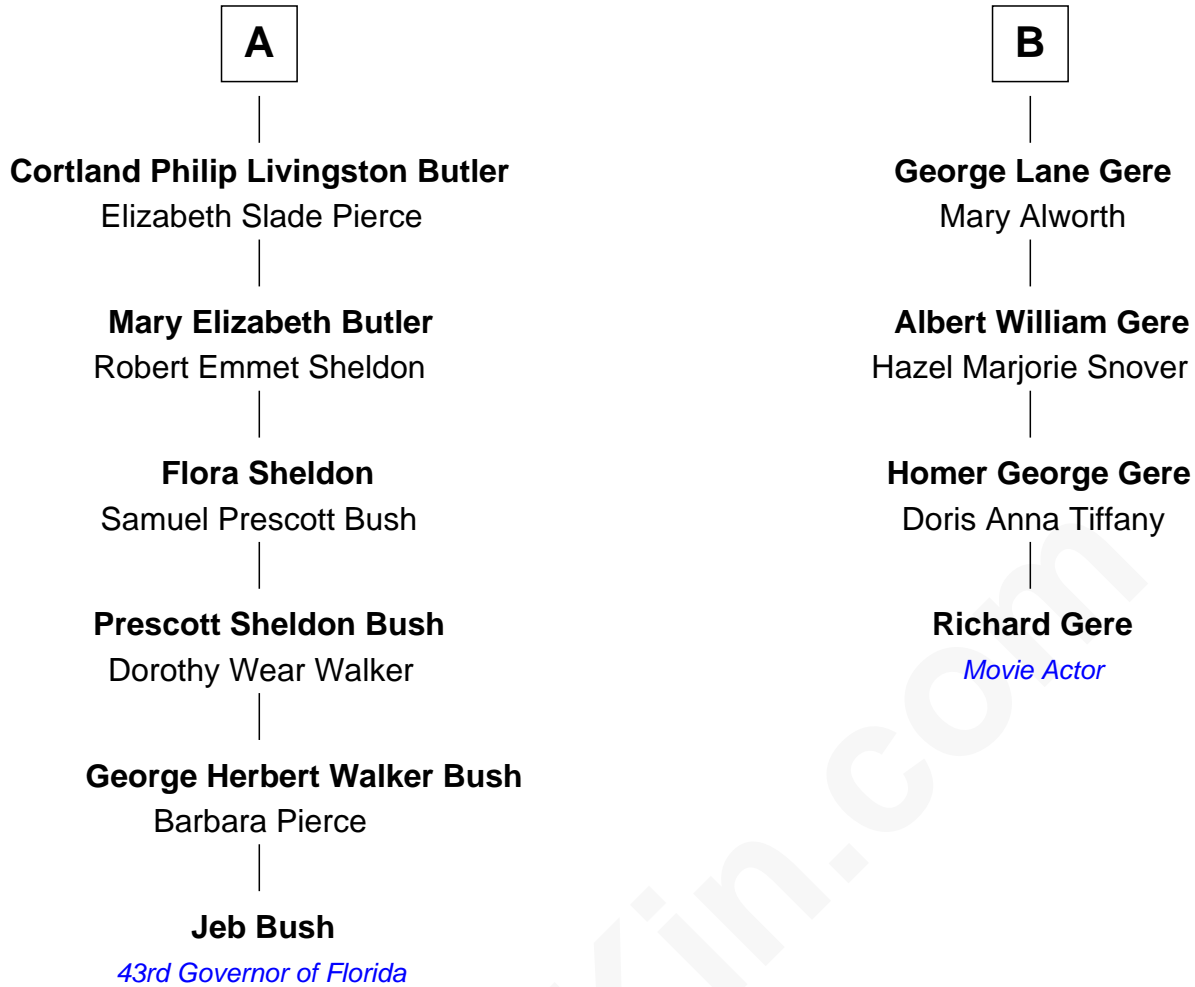 A
Cortland Philip Livingston Butler
Elizabeth Slade Pierce
Mary Elizabeth Butler
Robert Emmet Sheldon
Flora Sheldon
Samuel Prescott Bush
Prescott Sheldon Bush
Dorothy Wear Walker
George Herbert Walker Bush
Barbara Pierce
Jeb Bush
43rd Governor of Florida
B
George Lane Gere
Mary Alworth
Albert William Gere
Hazel Marjorie Snover
Homer George Gere
Doris Anna Tiffany
Richard Gere
Movie Actor
Kin.com